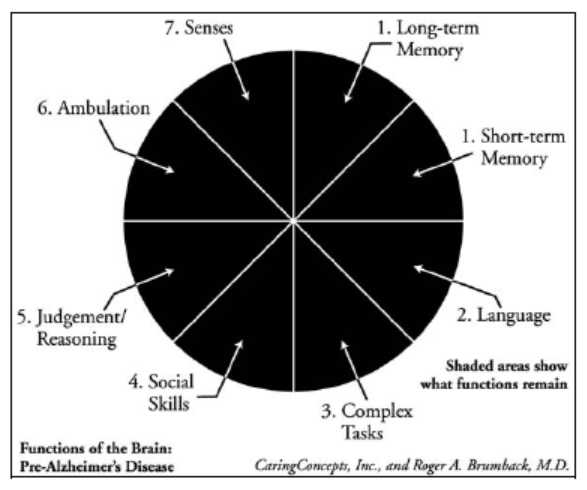 7. Senses
1. Long-term
Memory
6. Ambulation
1. Short-term
Memory
5. Judgement/
Reasoning
2. Language
4. Social
Skills
3. Complex
Tasks
Shaded areas show
what functions remain
Functions of the Brain:
Pre-Alzheimer's Disease
CaringConcepts, Inc., and Roger A. Brumback, M.D.